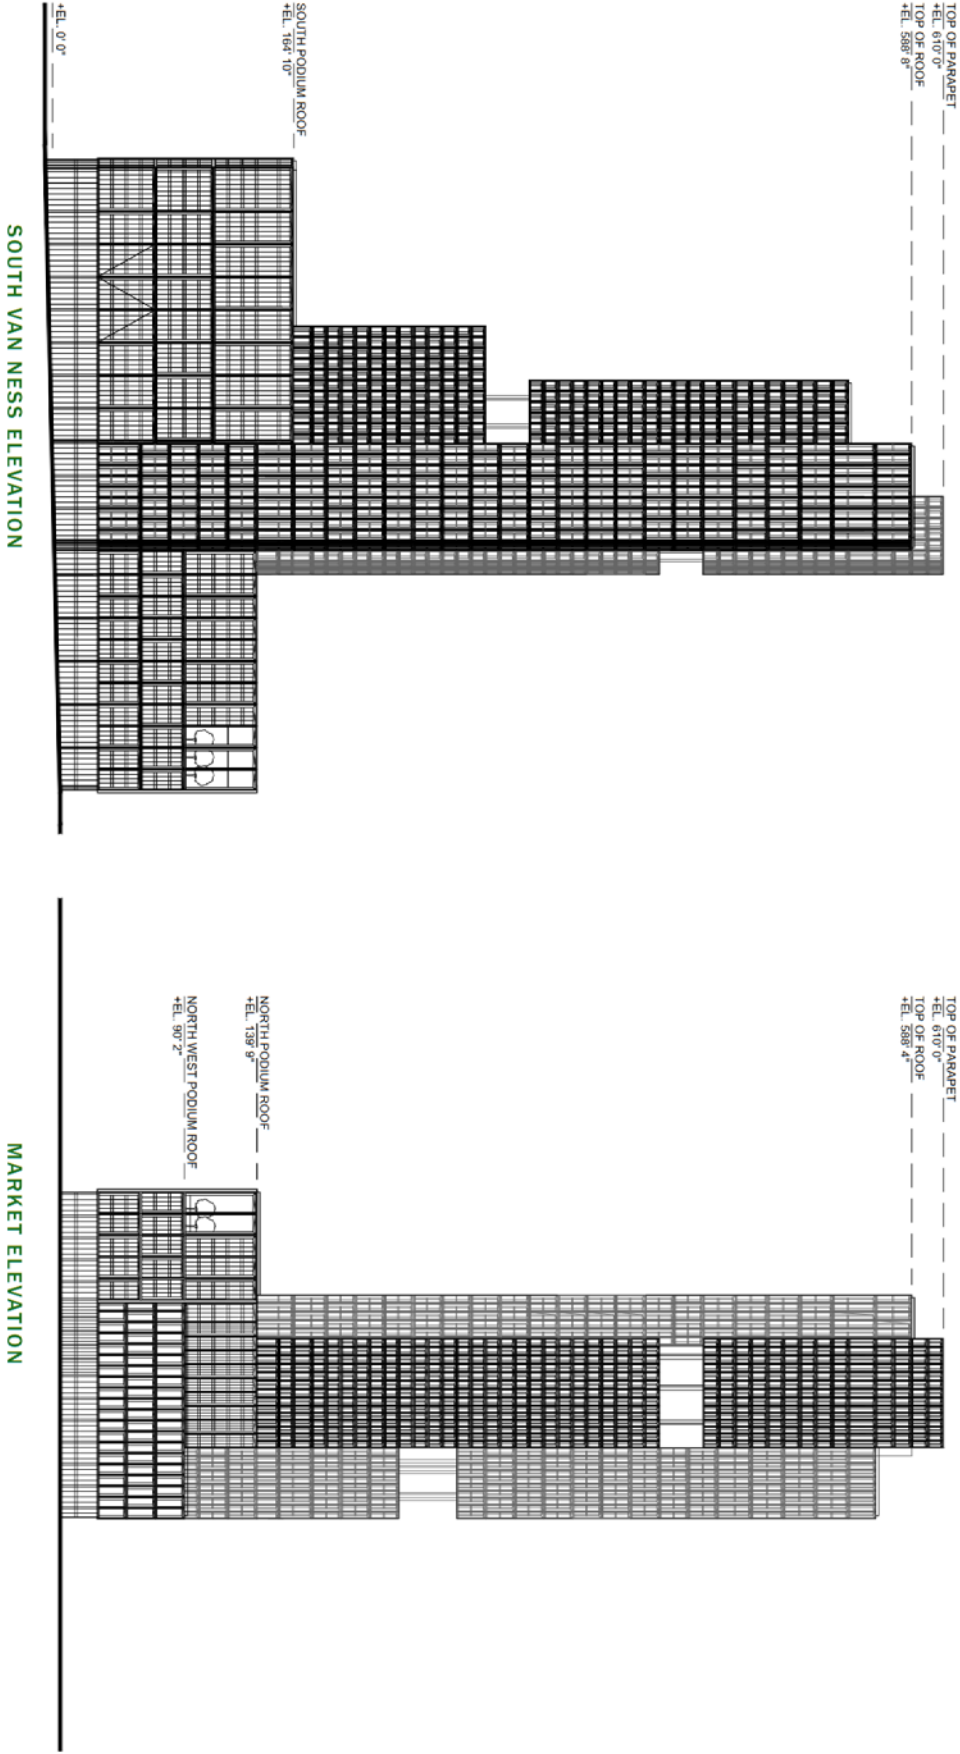 TOP OF PARAPET
+EL. 610' 0"
TOP OF ROOF
+EL. 588' 8"
SOUTH PODIUM ROOF
+EL. 164' 10"
+EL. 0' 0"
SOUTH VAN NESS ELEVATION
TOP OF PARAPET
+EL. 610' 0"
TOP OF ROOF
+EL. 588' 4"
NORTH PODIUM ROOF
+EL. 139' 9"
NORTH WEST PODIUM ROOF
+EL. 90' 2"
MARKET ELEVATION